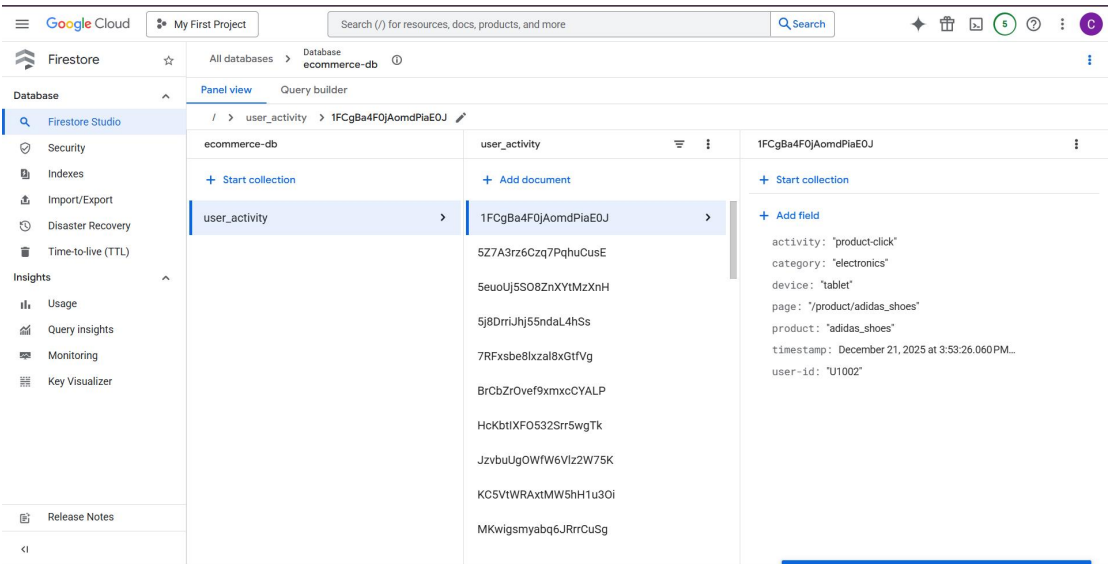 Google Cloud
My First Project
Search (/) for resources, docs, products, and more
Search
5
C
Firestore
All databases > Database
ecommerce-db
Database
Panel view
Query builder
Firestore Studio
/ > user_activity > 1FCgBa4F0jAomdPiaE0J
Security
Indexes
Import/Export
Disaster Recovery
Time-to-live (TTL)
Insights
Usage
Query insights
Monitoring
Key Visualizer
Release Notes
ecommerce-db
+ Start collection
user_activity
user_activity
+ Add document
1FCgBa4F0jAomdPiaE0J
5Z7A3rz6Czq7PqhuCusE
5euoUj5SO8ZnXYtMzXnH
5j8DrriJhj55ndaL4hSs
7RFxsbe8lxzal8xGtfVg
BrCbZrOvef9xmxcCYALP
HcKbtIXFO532Srr5wgTk
JzvbuUgOWfW6Vlz2W75K
KC5VtWRAxtMW5hH1u3Oi
MKwigsmyabq6JRrrCuSg
1FCgBa4F0jAomdPiaE0J
+ Start collection
+ Add field
activity: "product-click"
category: "electronics"
device: "tablet"
page: "/product/adidas_shoes"
product: "adidas_shoes"
timestamp: December 21, 2025 at 3:53:26.060 PM...
user-id: "U1002"